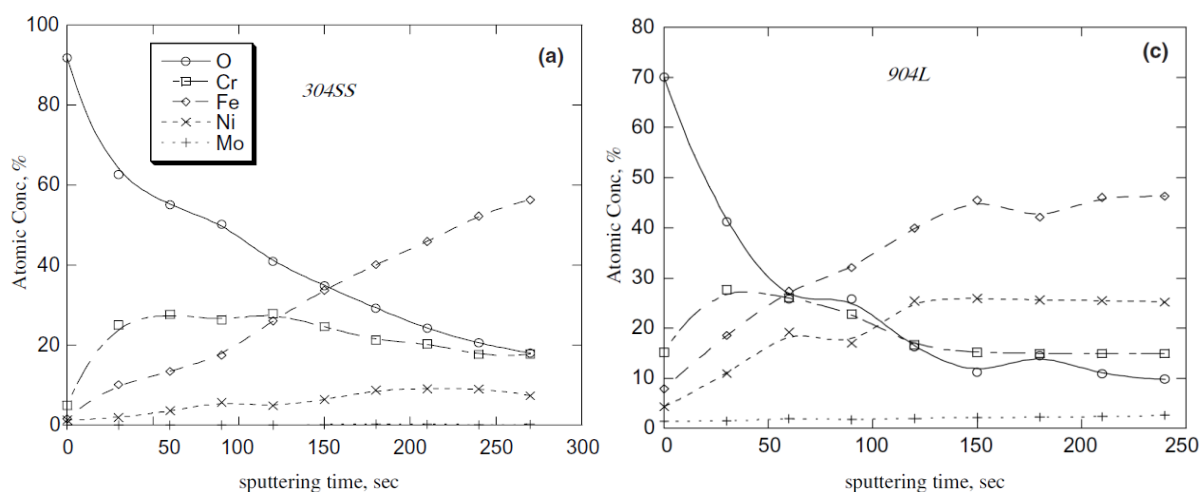 (a)
304SS
O
Cr
Fe
Ni
Mo
100
80
60
40
20
0
Atomic Conc, %
0 50 100 150 200 250 300
sputtering time, sec
(c)
904L
80
70
60
50
40
30
20
10
0
Atomic Conc, %
0 50 100 150 200 250
sputtering time, sec